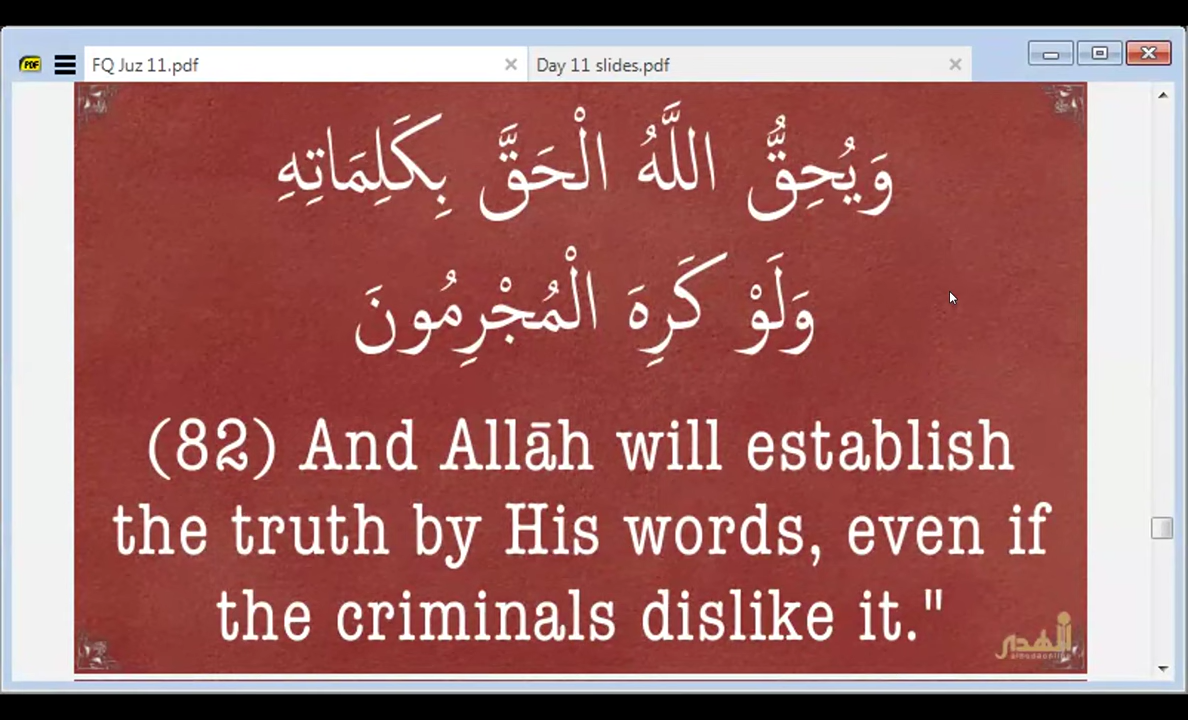 FQ Juz 11.pdf
Day 11 slides.pdf
وَيُحِقُّ اللَّهُ الْحَقَّ بِكَلِمَاتِهِ
وَلَوْ كَرِهَ الْمُجْرِمُونَ
(82) And Allāh will establish
the truth by His words, even if
the criminals dislike it."
الهدى